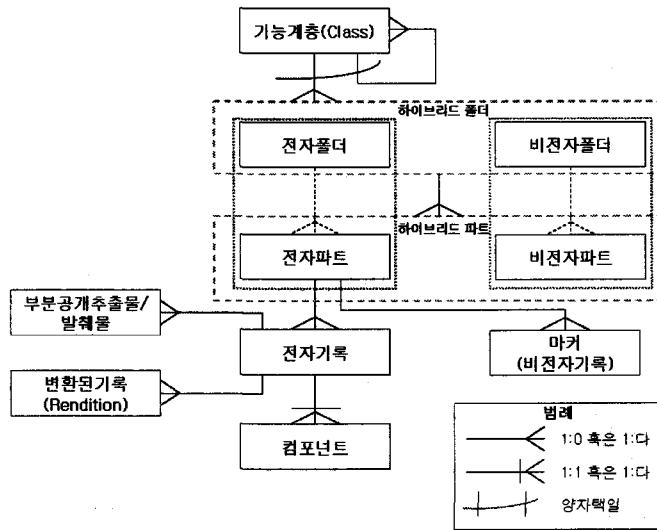 기능계층(Class)
하이브리드 폴더
전자폴더
비전자폴더
하이브리드 파트
전자파트
비전자파트
부분공개추출물/
발췌물
전자기록
마커
(비전자기록)
변환된기록
(Rendition)
컴포넌트
범례
1:0 혹은 1:다
1:1 혹은 1:다
양자택일